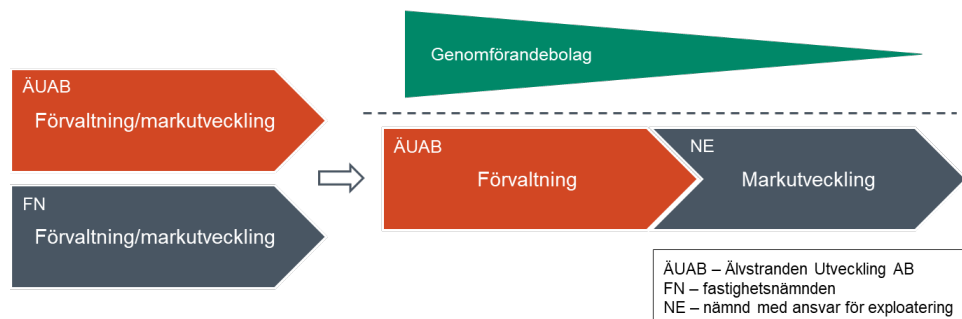 Genomförandebolag
ÄUAB
Förvaltning/markutveckling
FN
Förvaltning/markutveckling
ÄUAB
Förvaltning
NE
Markutveckling
ÄUAB – Älvstranden Utveckling AB
FN – fastighetsnämnden
NE – nämnd med ansvar för exploatering